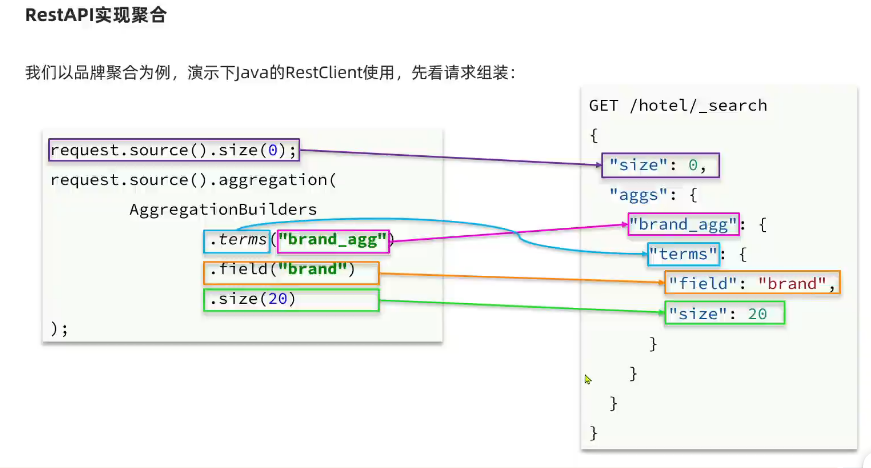 RestAPI实现聚合
我们以品牌聚合为例，演示下Java的RestClient使用，先看请求组装：
request.source().size(0);
request.source().aggregation(
AggregationBuilders
.terms("brand_agg")
.field("brand")
.size(20)
);
GET /hotel/_search
{
"size": 0,
"aggs": {
"brand_agg": {
"terms": {
"field": "brand",
"size": 20
}
}
}
}